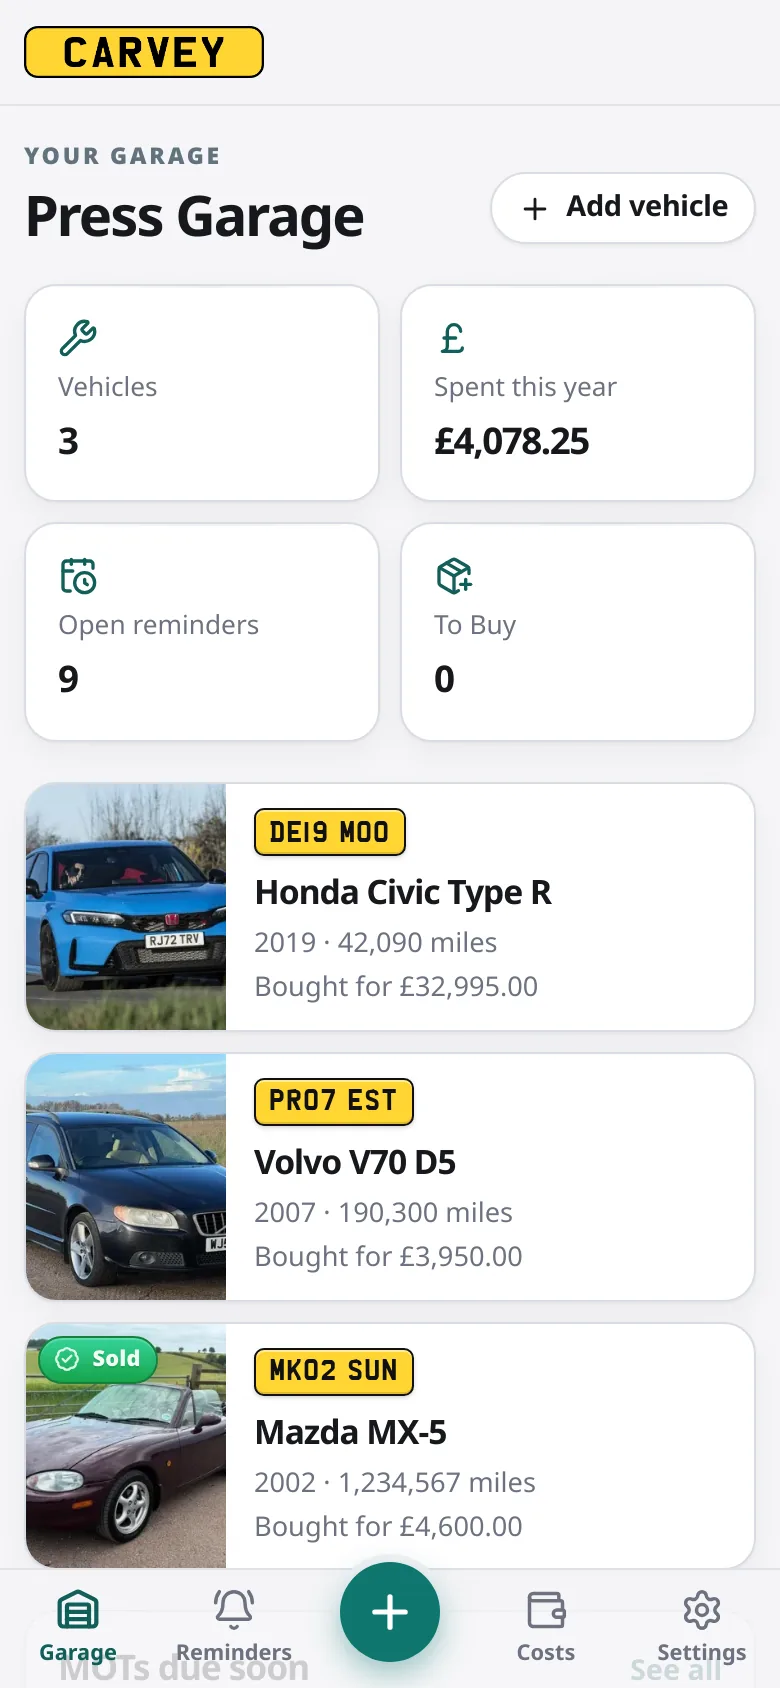 CARVEY
YOUR GARAGE
Press Garage
Add vehicle
Vehicles
3
Spent this year
£4,078.25
Open reminders
9
To Buy
0
DE19 MOO
Honda Civic Type R
2019 · 42,090 miles
Bought for £32,995.00
RJ72 TRV
PR07 EST
Volvo V70 D5
2007 · 190,300 miles
Bought for £3,950.00
Sold
MK02 SUN
Mazda MX-5
2002 · 1,234,567 miles
Bought for £4,600.00
Garage
Reminders
Costs
Settings
MOTs due soon
See all